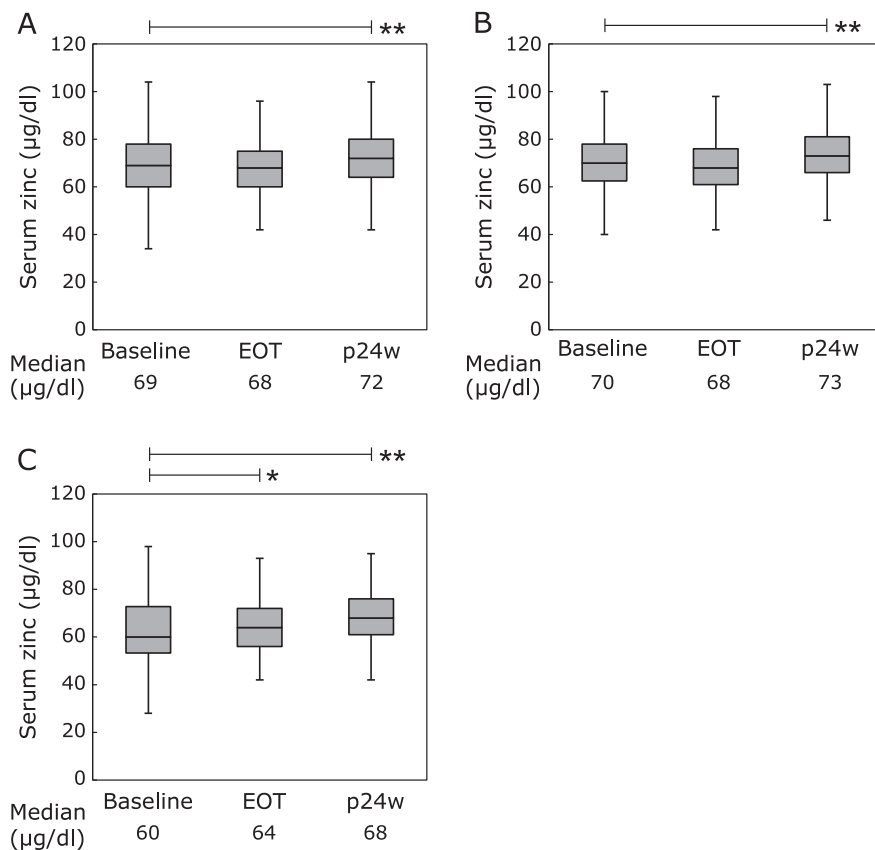 A
**
120
100
80
60
40
20
0
Serum zinc (µg/dl)
Baseline EOT p24w
Median (µg/dl)
69 68 72
B
**
120
100
80
60
40
20
0
Serum zinc (µg/dl)
Baseline EOT p24w
Median (µg/dl)
70 68 73
C
**
*
120
100
80
60
40
20
0
Serum zinc (µg/dl)
Baseline EOT p24w
Median (µg/dl)
60 64 68